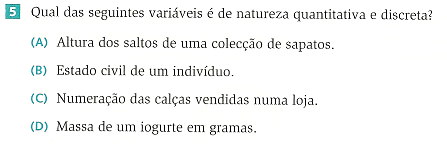 5 Qual das seguintes variáveis é de natureza quantitativa e discreta?
(A) Altura dos saltos de uma colecção de sapatos.
(B) Estado civil de um indivíduo.
(C) Numeração das calças vendidas numa loja.
(D) Massa de um iogurte em gramas.